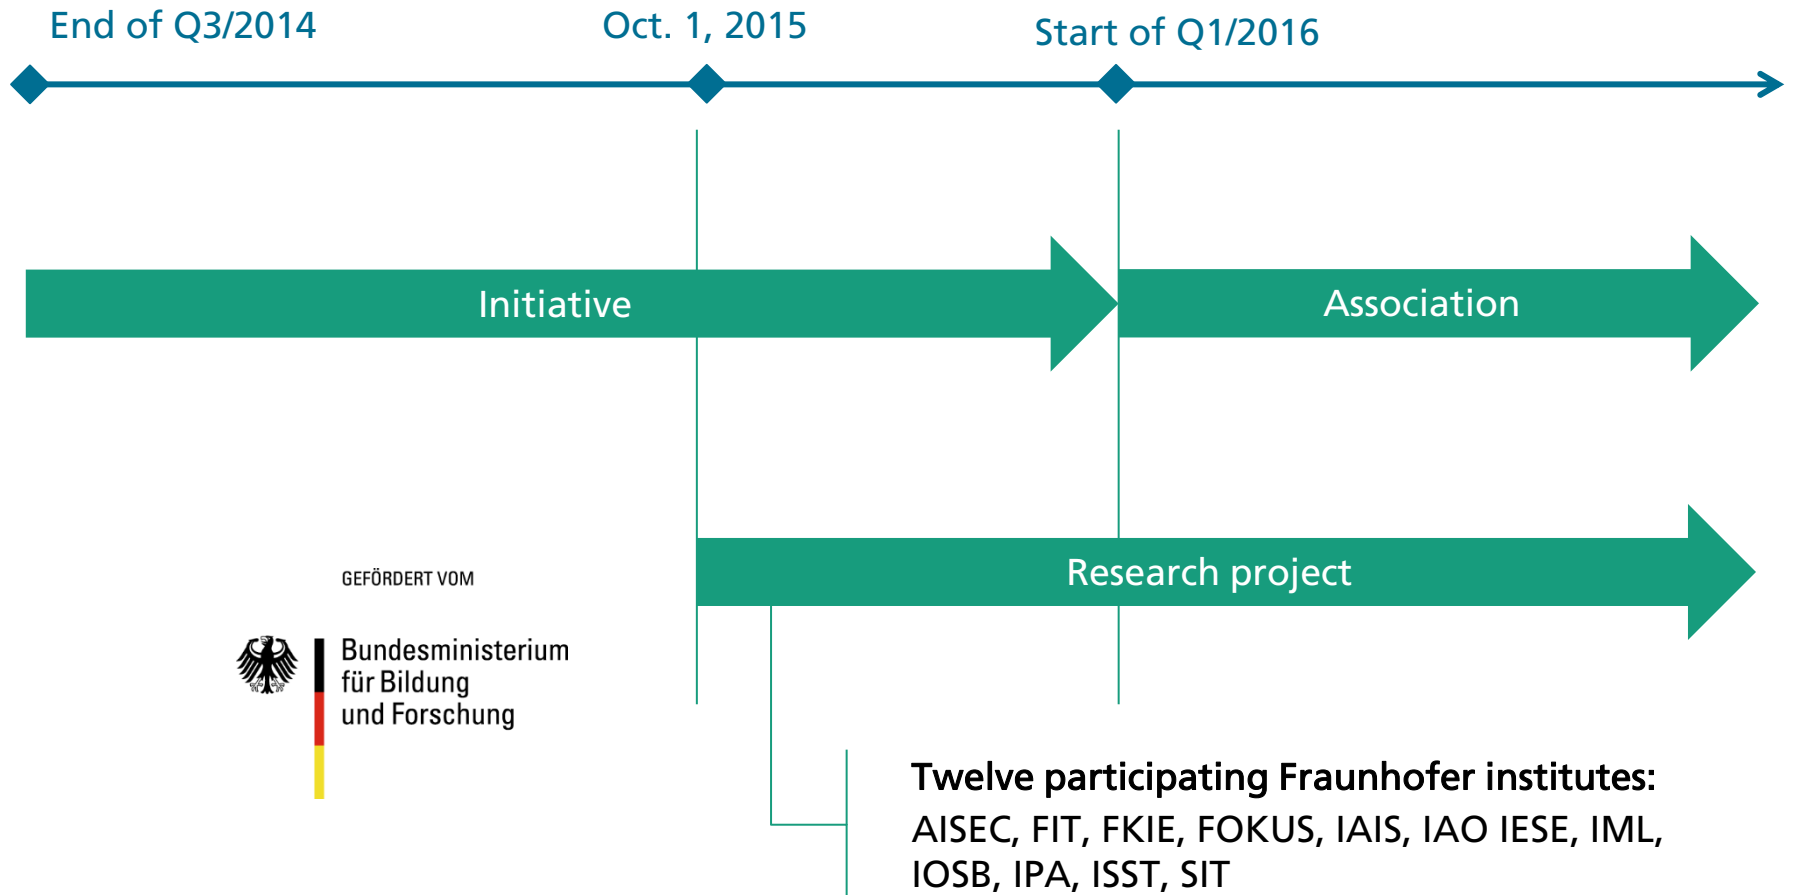 End of Q3/2014
Oct. 1, 2015
Start of Q1/2016
Initiative
Association
Research project
GEFÖRDERT VOM
Bundesministerium
für Bildung
und Forschung
Twelve participating Fraunhofer institutes:
AISEC, FIT, FKIE, FOKUS, IAIS, IAO IESE, IML,
IOSB, IPA, ISST, SIT